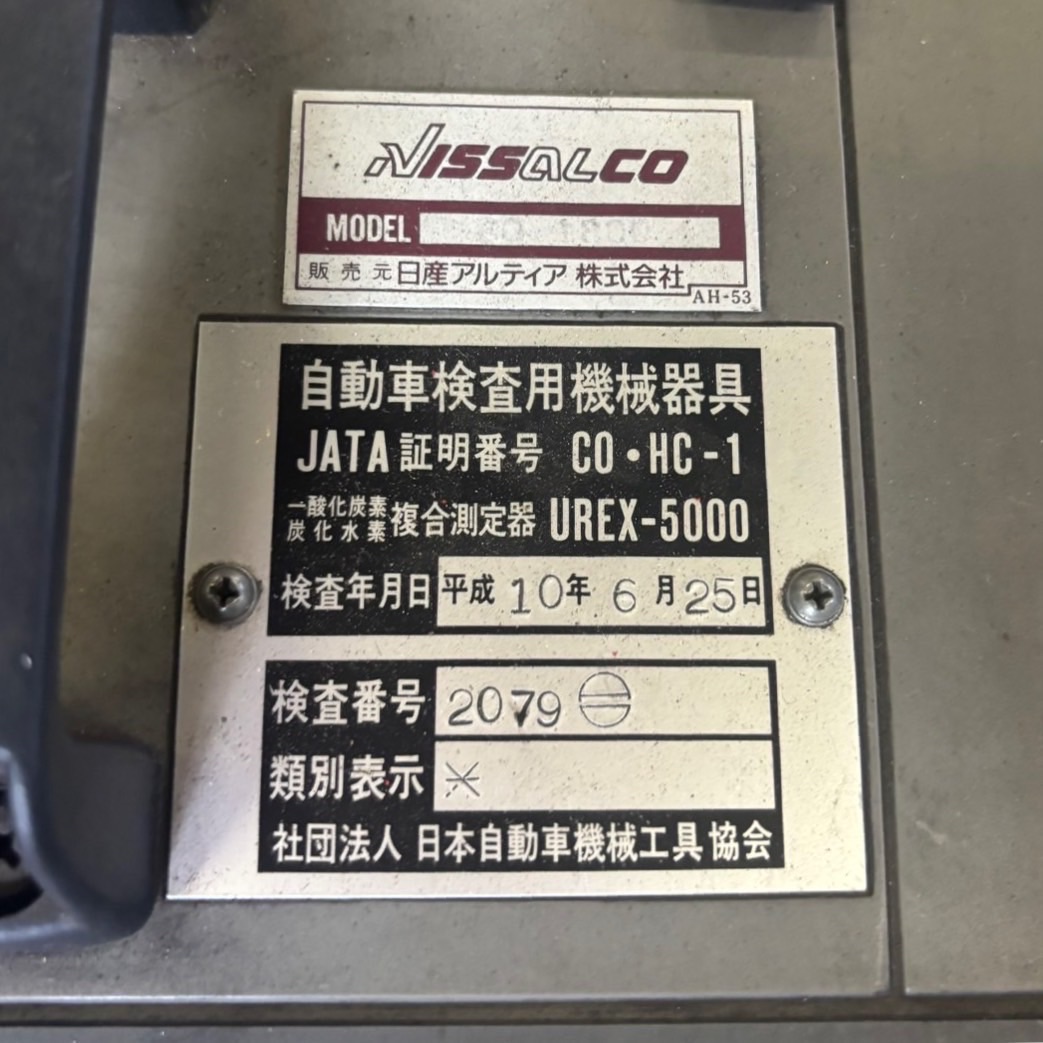 NISSALCO
MODEL
販売元 日産アルティア 株式会社
AH-53
自動車検査用機械器具
JATA 証明番号 CO・HC-1
一酸化炭素
炭化水素
複合測定器 UREX-5000
検査年月日 平成 10年 6月 25日
検査番号 2079
類別表示 ⚹
社団法人 日本自動車機械工具協会